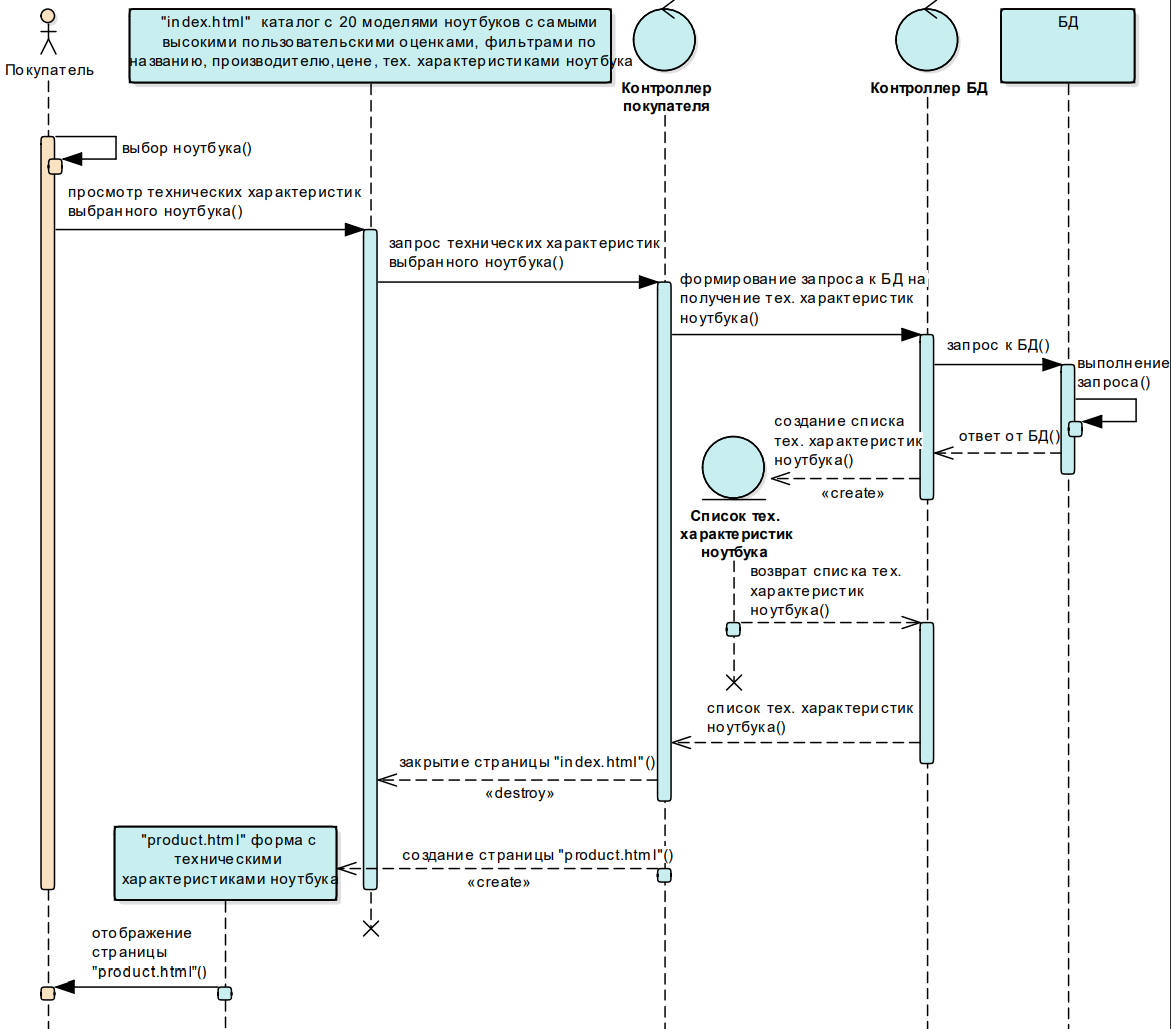 Покупатель
"index.html" каталог с 20 моделями ноутбуков с самыми
высокими пользовательскими оценками, фильтрами по
названию, производителю,цене, тех. характеристиками ноутбука
Контроллер
покупателя
Контроллер БД
БД
выбор ноутбука()
просмотр технических характеристик
выбранного ноутбука()
запрос технических характеристик
выбранного ноутбука()
формирование запроса к БД на
получение тех. характеристик
ноутбука()
запрос к БД()
выполнение
запроса()
ответ от БД()
создание списка
тех. характеристик
ноутбука()
«create»
Список тех.
характеристик
ноутбука
возврат списка тех.
характеристик
ноутбука()
список тех. характеристик
ноутбука()
закрытие страницы "index.html"()
«destroy»
"product.html" форма с
техническими
характеристиками ноутбука
создание страницы "product.html"()
«create»
отображение
страницы
"product.html"()